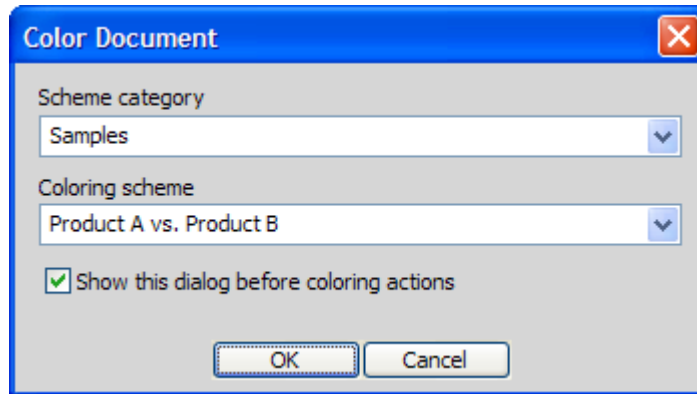 Color Document
Scheme category
Samples
Coloring scheme
Product A vs. Product B
Show this dialog before coloring actions
OK
Cancel